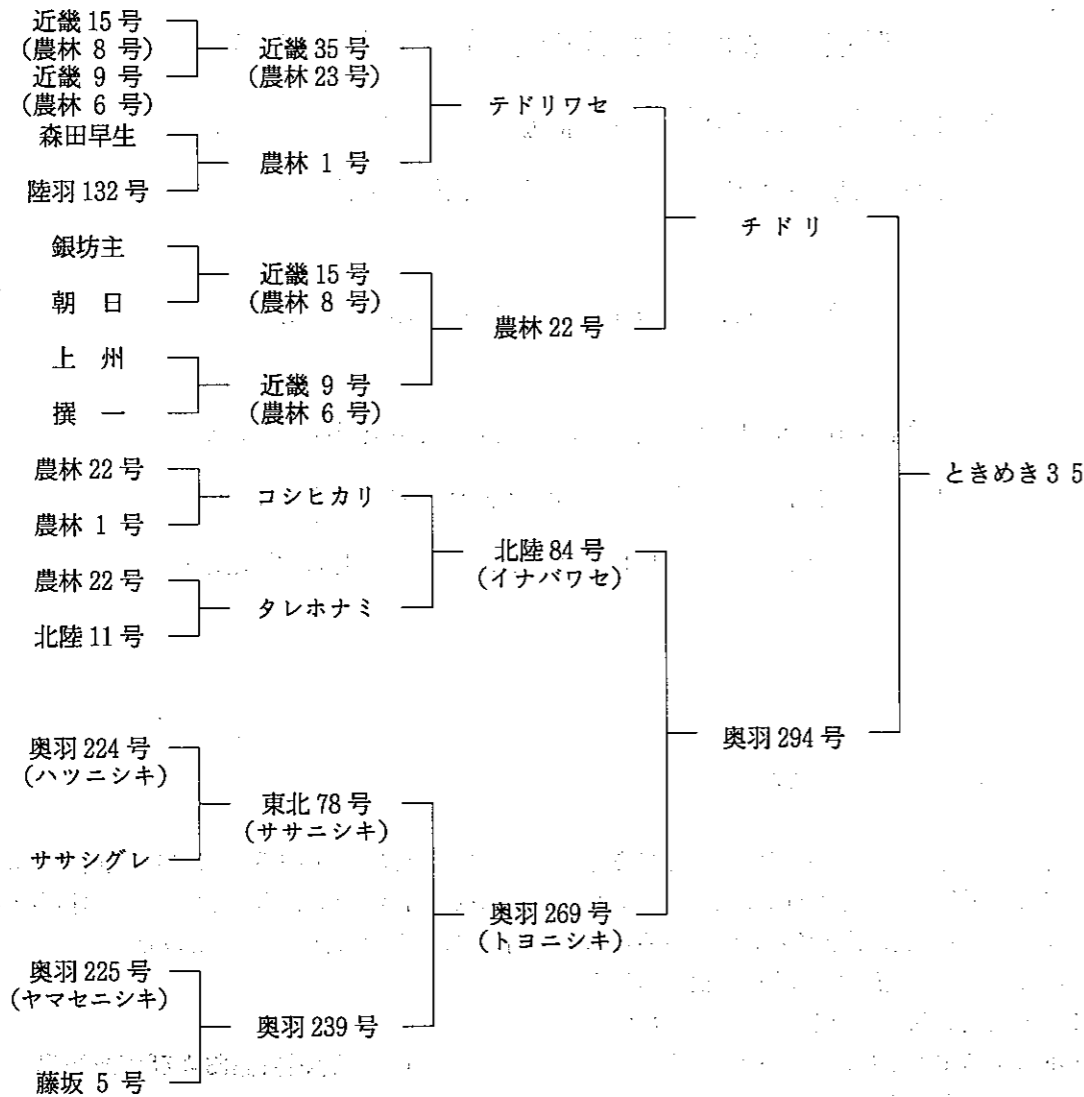 近畿 15 号
(農林 8 号)
近畿 9 号
(農林 6 号)
森田早生
陸羽 132 号
銀坊主
朝 日
上 州
撰 一
農林 22 号
農林 1 号
農林 22 号
北陸 11 号
奥羽 224 号
(ハツニシキ)
ササシグレ
奥羽 225 号
(ヤマセニシキ)
藤坂 5 号
近畿 35 号
(農林 23 号)
農林 1 号
近畿 15 号
(農林 8 号)
近畿 9 号
(農林 6 号)
コシヒカリ
タレホナミ
東北 78 号
(ササニシキ)
奥羽 239 号
テドリワセ
農林 22 号
北陸 84 号
(イナバワセ)
奥羽 269 号
(トヨニシキ)
チドリ
奥羽 294 号
ときめき35